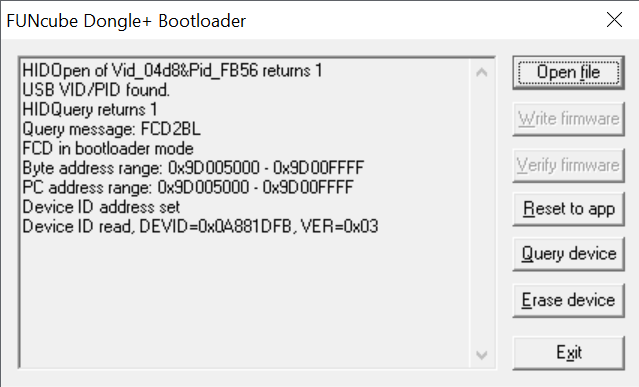 FUNcube Dongle+ Bootloader
HIDOpen of Vid_04d8&Pid_FB56 returns 1
USB VID/PID found.
HIDQuery returns 1
Query message: FCD2BL
FCD in bootloader mode
Byte address range: 0x9D005000 - 0x9D00FFFF
PC address range: 0x9D005000 - 0x9D00FFFF
Device ID address set
Device ID read, DEVID=0x0A881DFB, VER=0x03
Open file
Write firmware
Verify firmware
Reset to app
Query device
Erase device
Exit